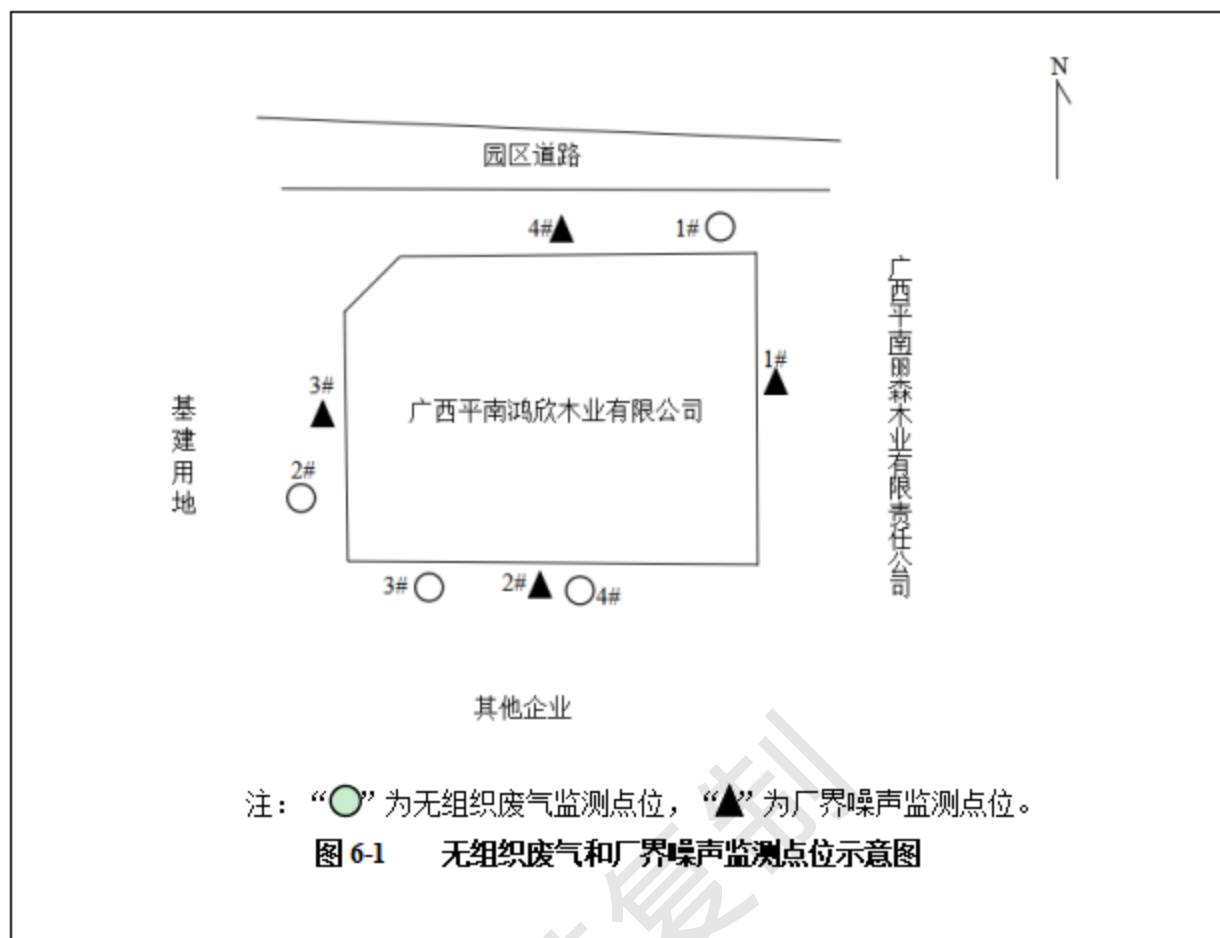 N
园区道路
4#
1#
广西平南丽森木业有限责任公司
1#
3#
广西平南鸿欣木业有限公司
基建用地
2#
3#
2#
4#
其他企业
注：“○”为无组织废气监测点位，“▲”为厂界噪声监测点位。
图 6-1 无组织废气和厂界噪声监测点位示意图
复制